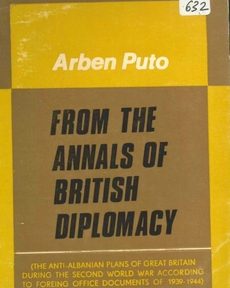 632
Arben Puto
FROM THE
ANNALS OF
BRITISH
DIPLOMACY
(THE ANTI-ALBANIAN PLANS OF GREAT BRITAIN
DURING THE SECOND WORLD WAR ACCORDING
TO FOREING OFFICE DOCUMENTS OF 1939-1944)